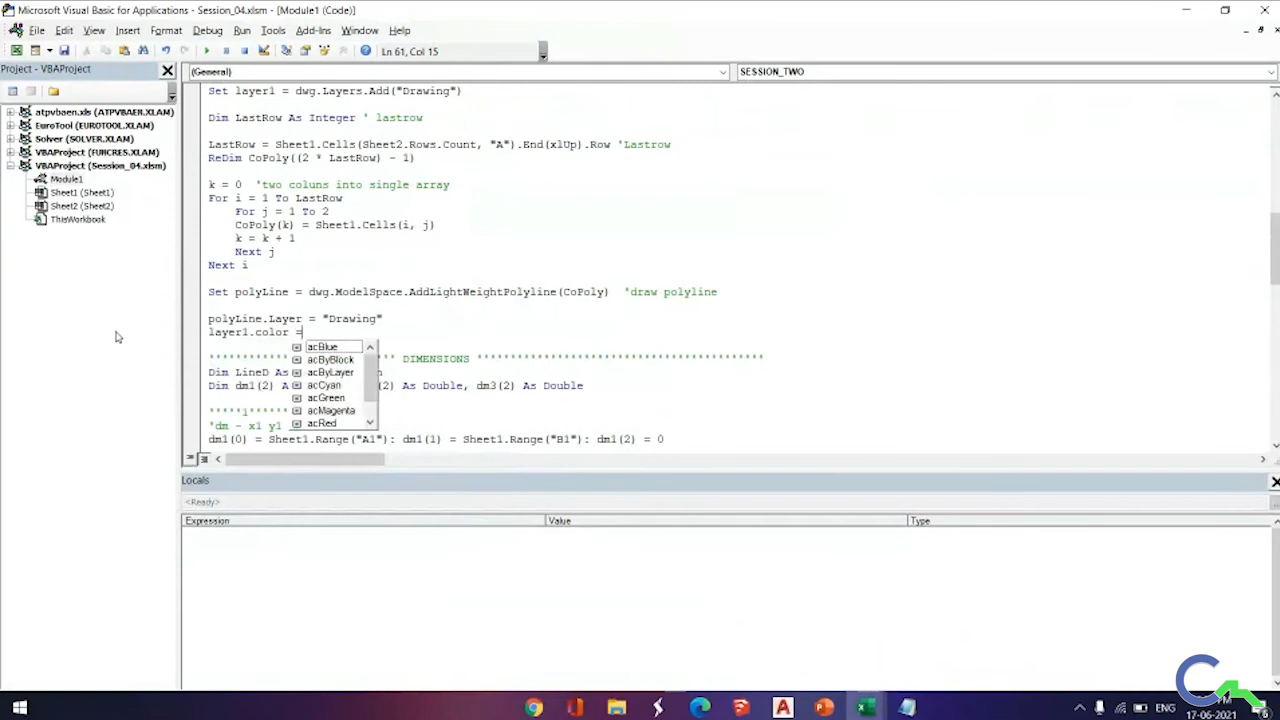 Microsoft Visual Basic for Applications - Session_04.xlsm - [Module1 (Code)]
File Edit View Insert Format Debug Run Tools Add-Ins Window Help
Ln 61, Col 15
Project - VBAProject
(General)
SESSION_TWO
atpvbaen.xls (ATPVBAEN.XLAM)
EuroTool (EUROTOOL.XLAM)
Solver (SOLVER.XLAM)
VBAProject (FUNCRES.XLAM)
VBAProject (Session_04.xlsm)
Module1
Sheet1 (Sheet1)
Sheet2 (Sheet2)
ThisWorkbook
Set layer1 = dwg.Layers.Add("Drawing")
Dim LastRow As Integer ' lastrow
LastRow = Sheet1.Cells(Sheet2.Rows.Count, "A").End(xlUp).Row 'Lastrow
ReDim CoPoly((2 * LastRow) - 1)
k = 0 'two coluns into single array
For i = 1 To LastRow
For j = 1 To 2
CoPoly(k) = Sheet1.Cells(i, j)
k = k + 1
Next j
Next i
Set polyLine = dwg.ModelSpace.AddLightWeightPolyline(CoPoly) 'draw polyline
polyLine.Layer = "Drawing"
layer1.color =
acBlue
acByBlock
acByLayer
acCyan
acGreen
acMagenta
acRed
DIMENSIONS ******************************************
Dim LineD As
Dim dm1(2) A
(2) As Double, dm3(2) As Double
*****1******
'dm - x1 y1
dm1(0) = Sheet1.Range("A1"): dm1(1) = Sheet1.Range("B1"): dm1(2) = 0
Locals
<Ready>
Expression Value Type
ENG
17-06-2021